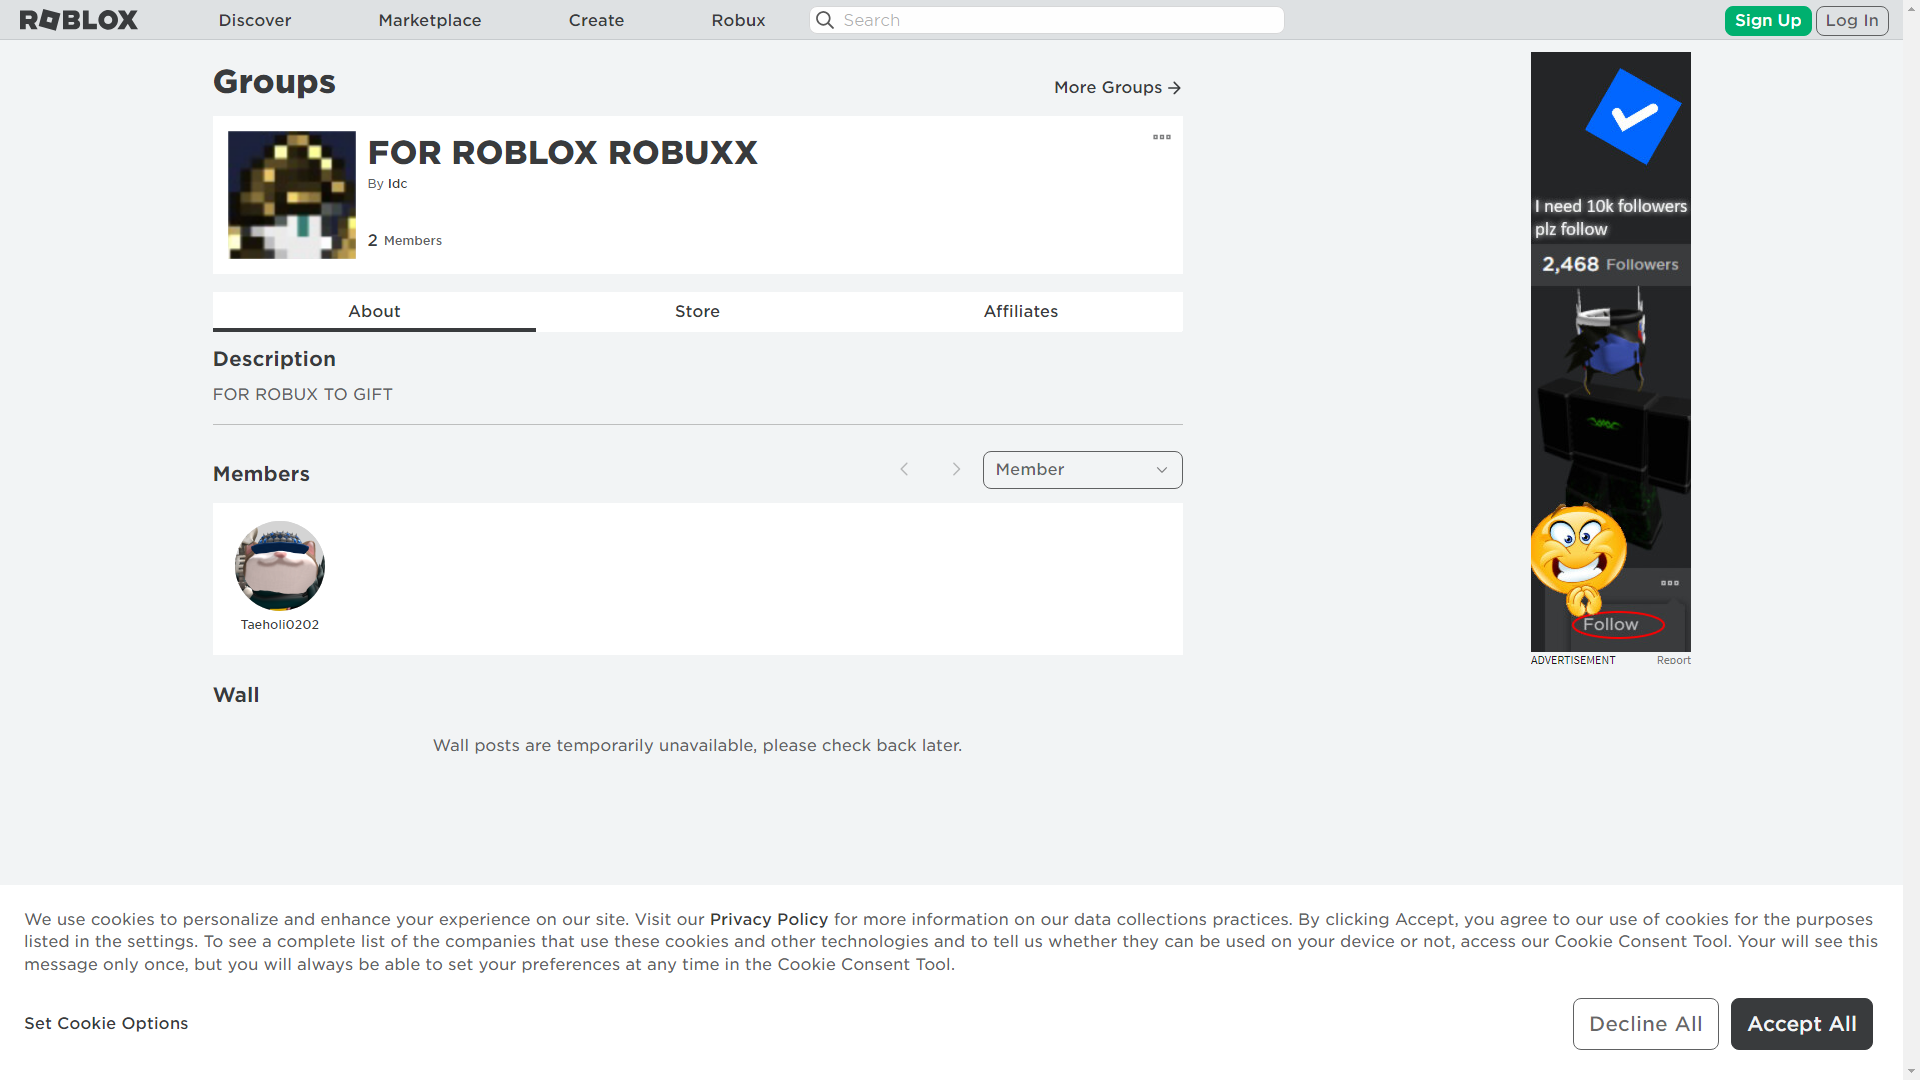 ROBLOX
Discover
Marketplace
Create
Robux
Search
Sign Up
Log In
Groups
More Groups
FOR ROBLOX ROBUXX
By Idc
2 Members
About
Store
Affiliates
Description
FOR ROBUX TO GIFT
Members
Member
Taeholi0202
Wall
Wall posts are temporarily unavailable, please check back later.
I need 10k followers
plz follow
2,468 Followers
Follow
ADVERTISEMENT
Report
We use cookies to personalize and enhance your experience on our site. Visit our Privacy Policy for more information on our data collections practices. By clicking Accept, you agree to our use of cookies for the purposes
listed in the settings. To see a complete list of the companies that use these cookies and other technologies and to tell us whether they can be used on your device or not, access our Cookie Consent Tool. Your will see this
message only once, but you will always be able to set your preferences at any time in the Cookie Consent Tool.
Set Cookie Options
Decline All
Accept All